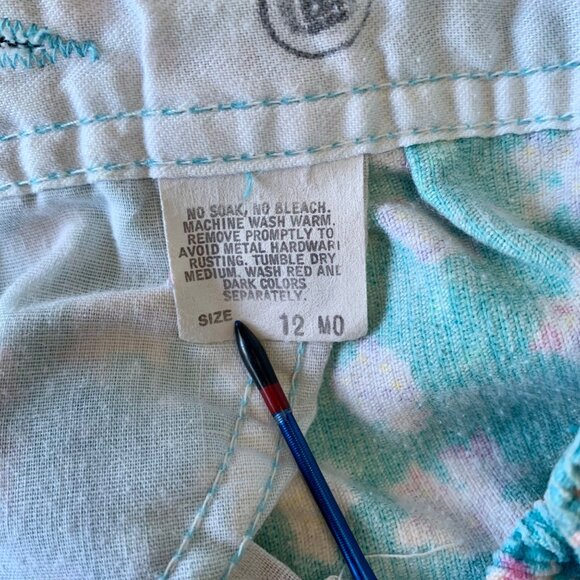 NO SOAK, NO BLEACH.
MACHINE WASH WARM.
REMOVE PROMPTLY TO
AVOID METAL HARDWARE
RUSTING. TUMBLE DRY
MEDIUM. WASH RED AND
DARK COLORS
SEPARATELY.
SIZE 12 MO